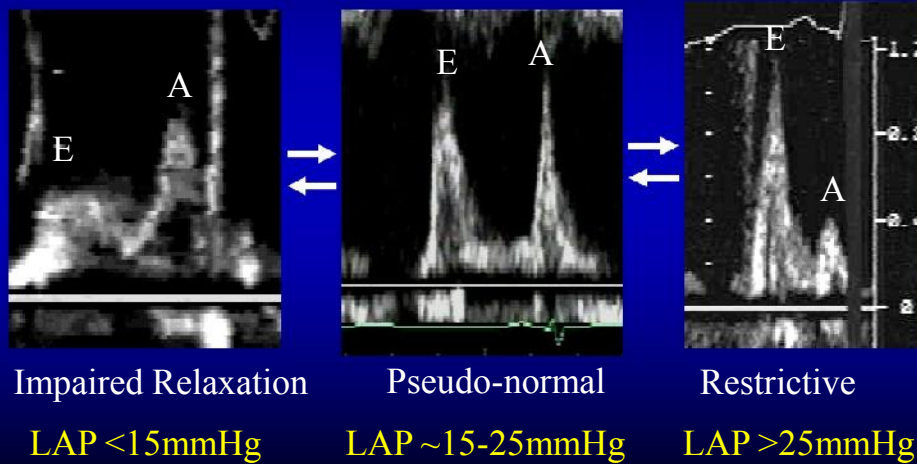 E
A
E
A
E
A
Impaired Relaxation
Pseudo-normal
Restrictive
LAP <15mmHg
LAP ~15-25mmHg
LAP >25mmHg